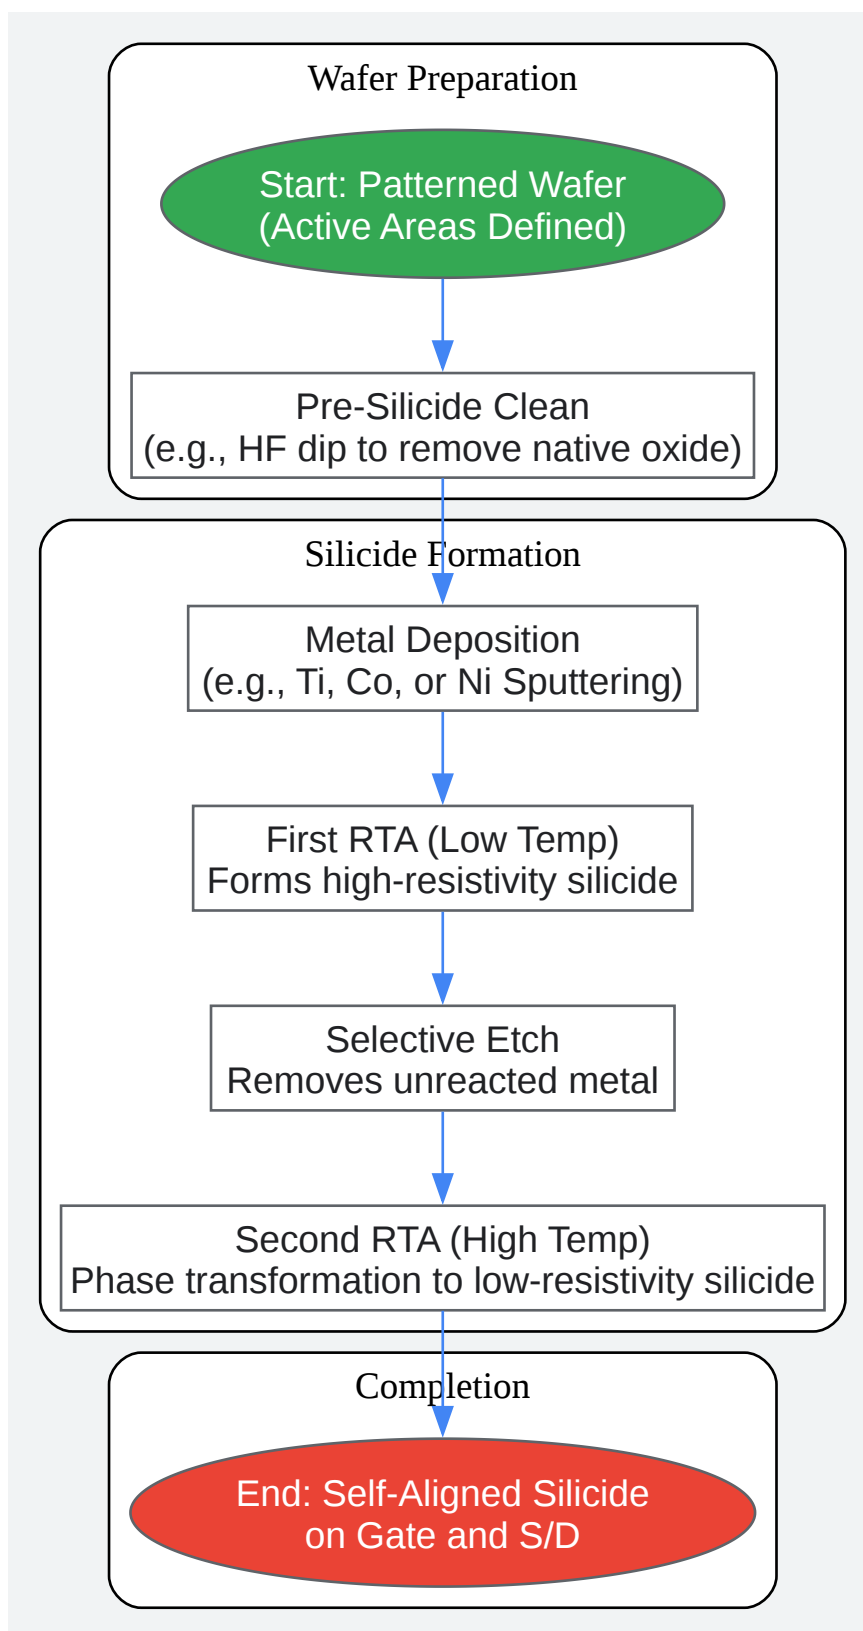 Wafer Preparation
Start: Patterned Wafer
(Active Areas Defined)
Pre-Silicide Clean
(e.g., HF dip to remove native oxide)
Silicide Formation
Metal Deposition
(e.g., Ti, Co, or Ni Sputtering)
First RTA (Low Temp)
Forms high-resistivity silicide
Selective Etch
Removes unreacted metal
Second RTA (High Temp)
Phase transformation to low-resistivity silicide
Completion
End: Self-Aligned Silicide
on Gate and S/D